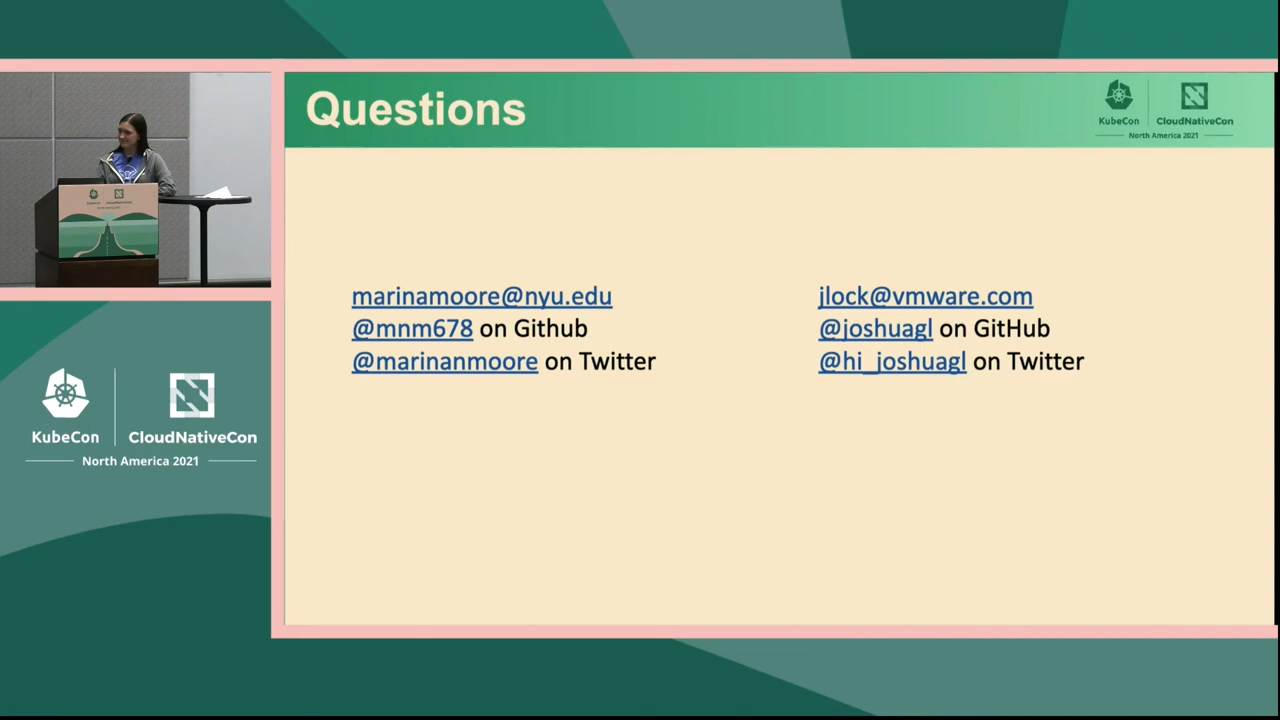 Questions
KubeCon
CloudNativeCon
North America 2021
marinamoore@nyu.edu
@mnm678 on Github
@marinanmoore on Twitter
jlock@vmware.com
@joshuagl on GitHub
@hi_joshuagl on Twitter
KubeCon
CloudNativeCon
North America 2021